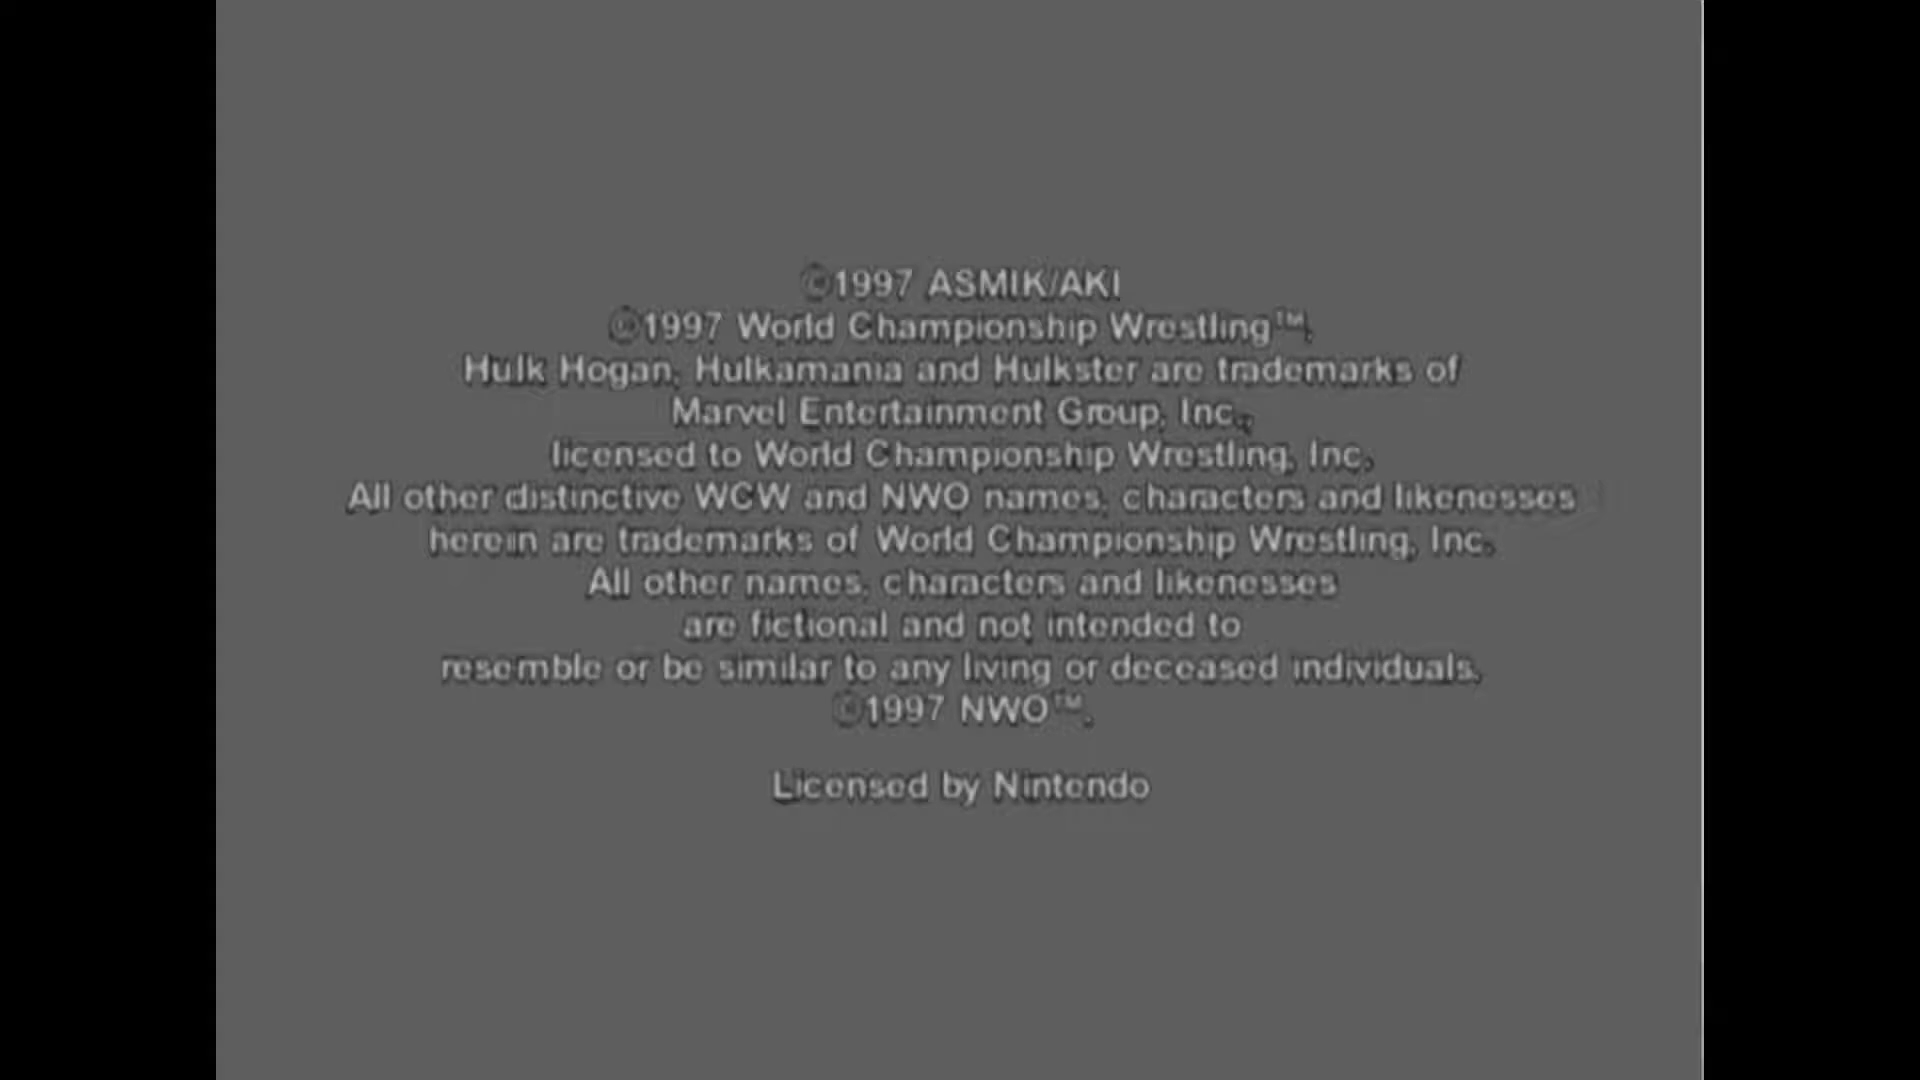 ©1997 ASMIK/AKI
©1997 World Championship Wrestling™.
Hulk Hogan, Hulkamania and Hulkster are trademarks of
Marvel Entertainment Group, Inc.,
licensed to World Championship Wrestling, Inc.
All other distinctive WCW and NWO names, characters and likenesses
herein are trademarks of World Championship Wrestling, Inc.
All other names, characters and likenesses
are fictional and not intended to
resemble or be similar to any living or deceased individuals.
©1997 NWO™.
Licensed by Nintendo